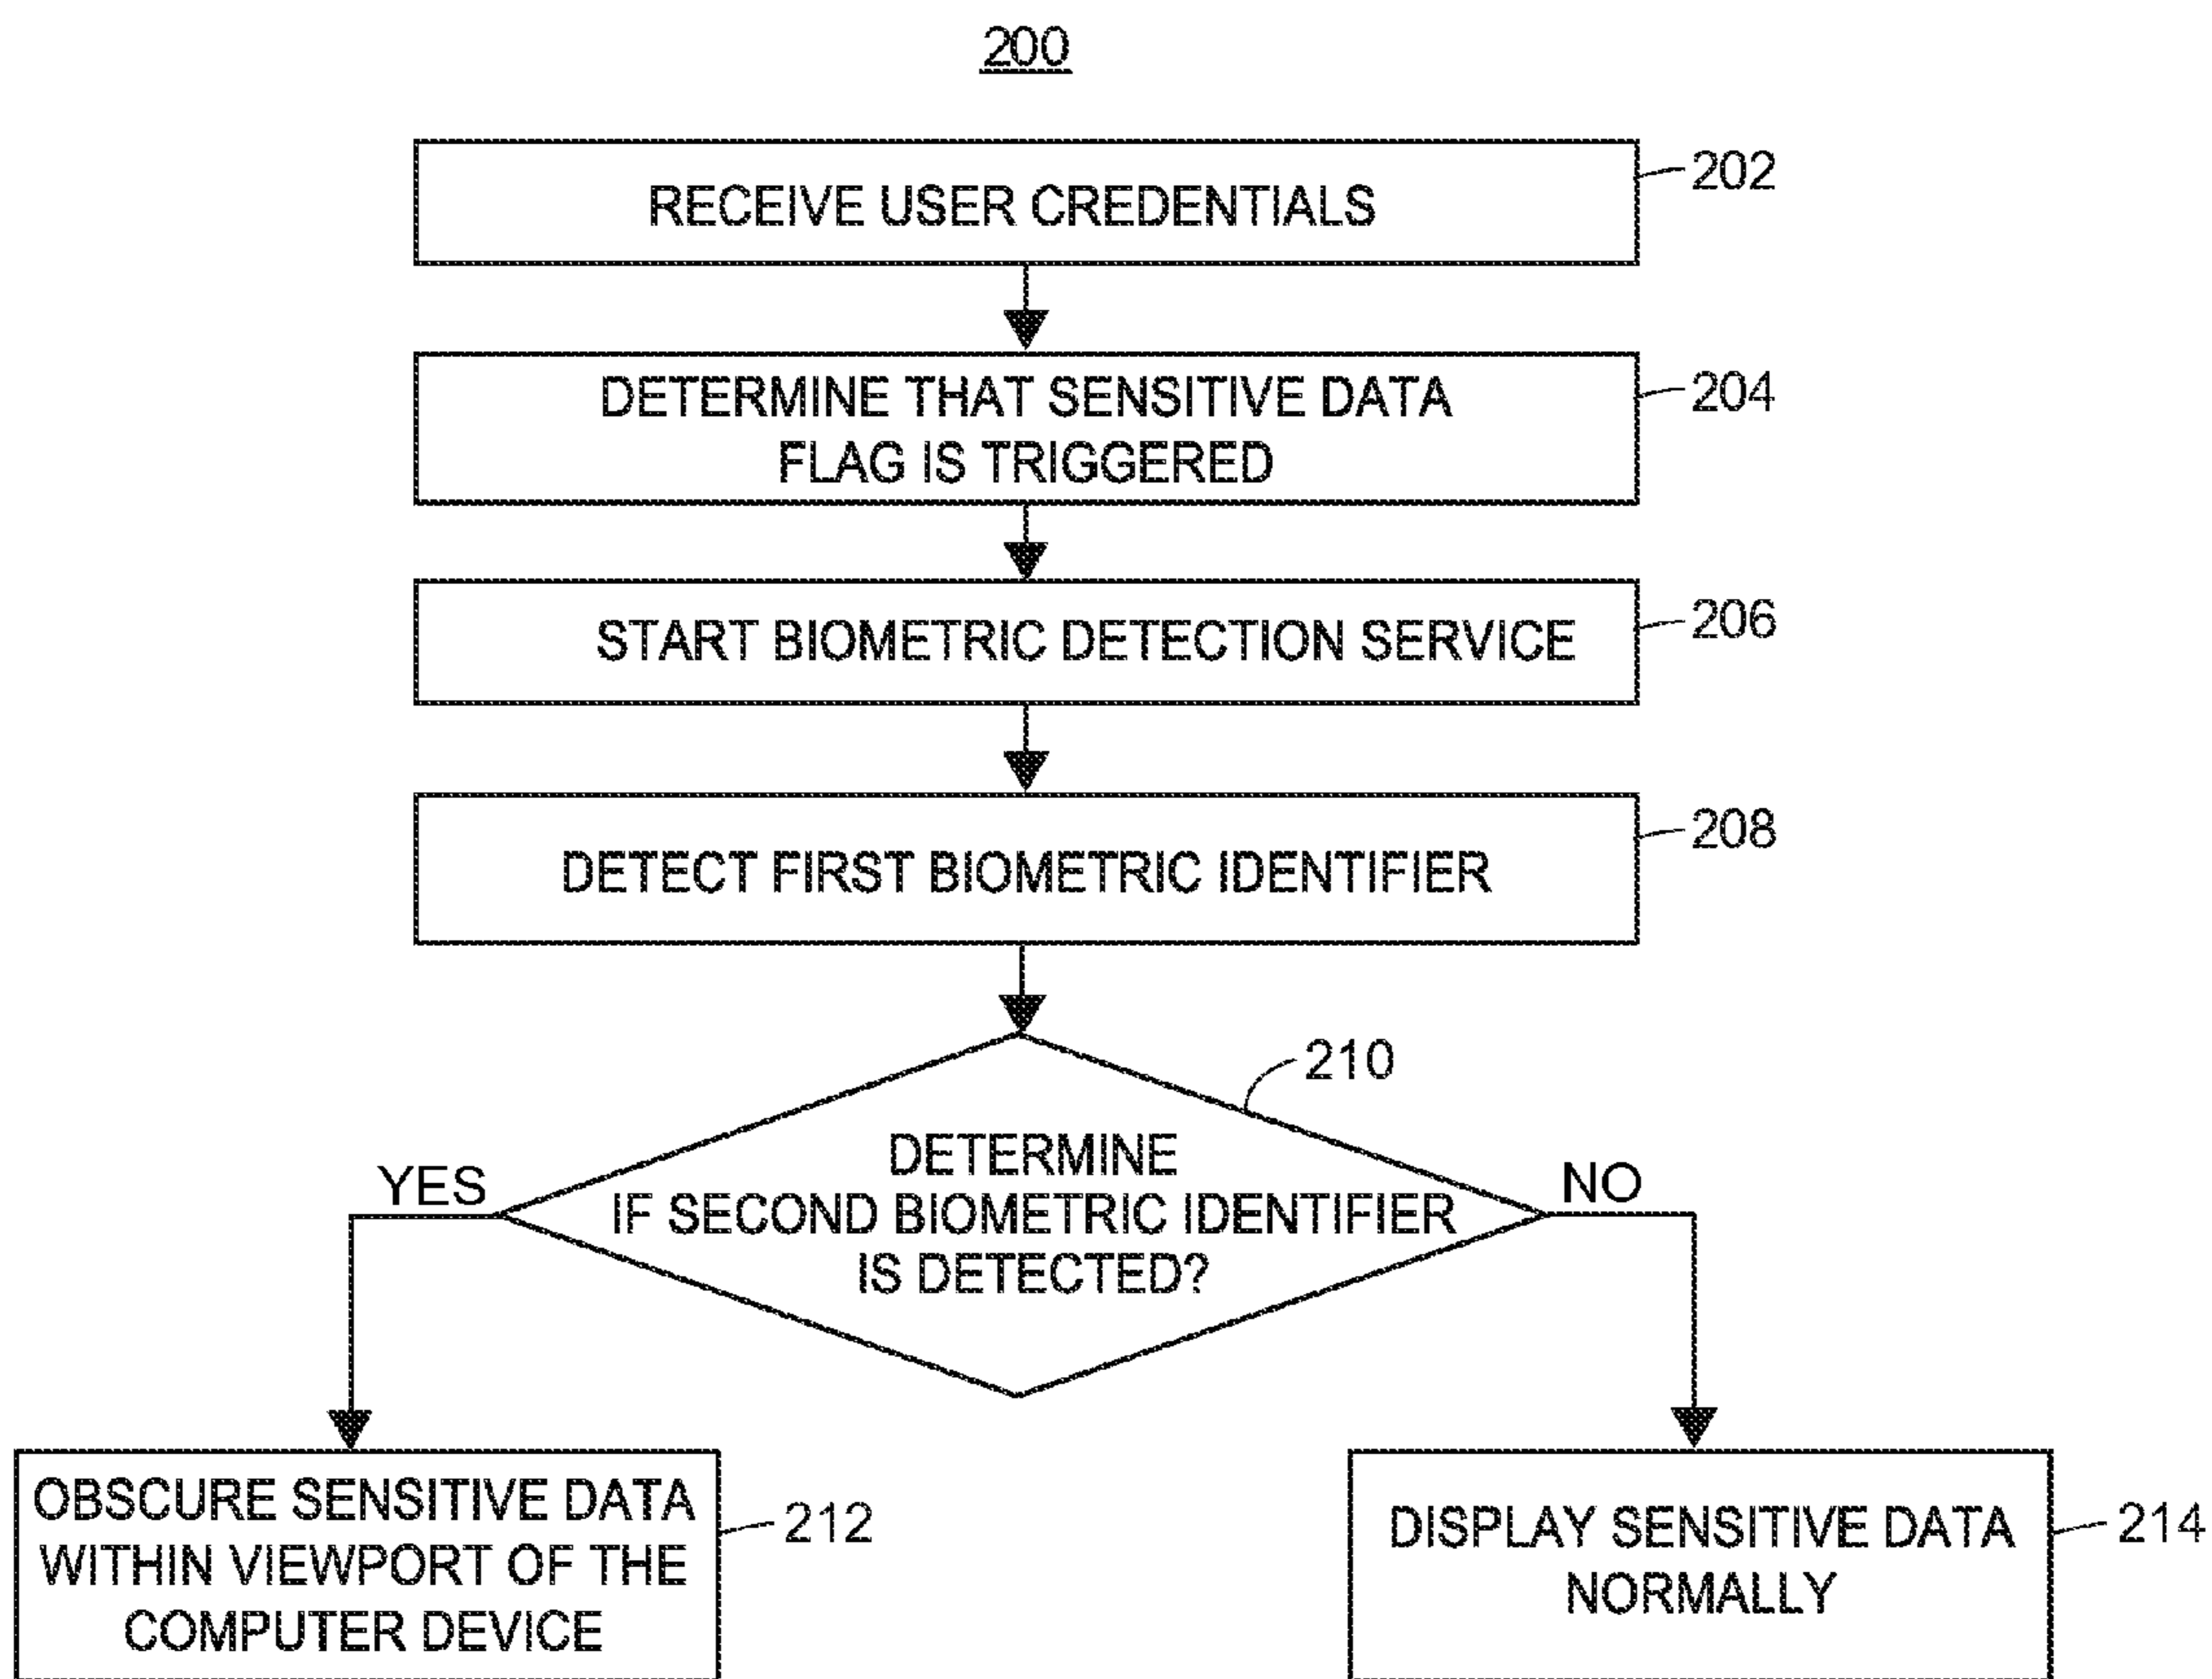 200
RECEIVE USER CREDENTIALS
202
DETERMINE THAT SENSITIVE DATA
FLAG IS TRIGGERED
204
START BIOMETRIC DETECTION SERVICE
206
DETECT FIRST BIOMETRIC IDENTIFIER
208
210
DETERMINE
IF SECOND BIOMETRIC IDENTIFIER
IS DETECTED?
YES
NO
OBSCURE SENSITIVE DATA
WITHIN VIEWPORT OF THE
COMPUTER DEVICE
212
DISPLAY SENSITIVE DATA
NORMALLY
214